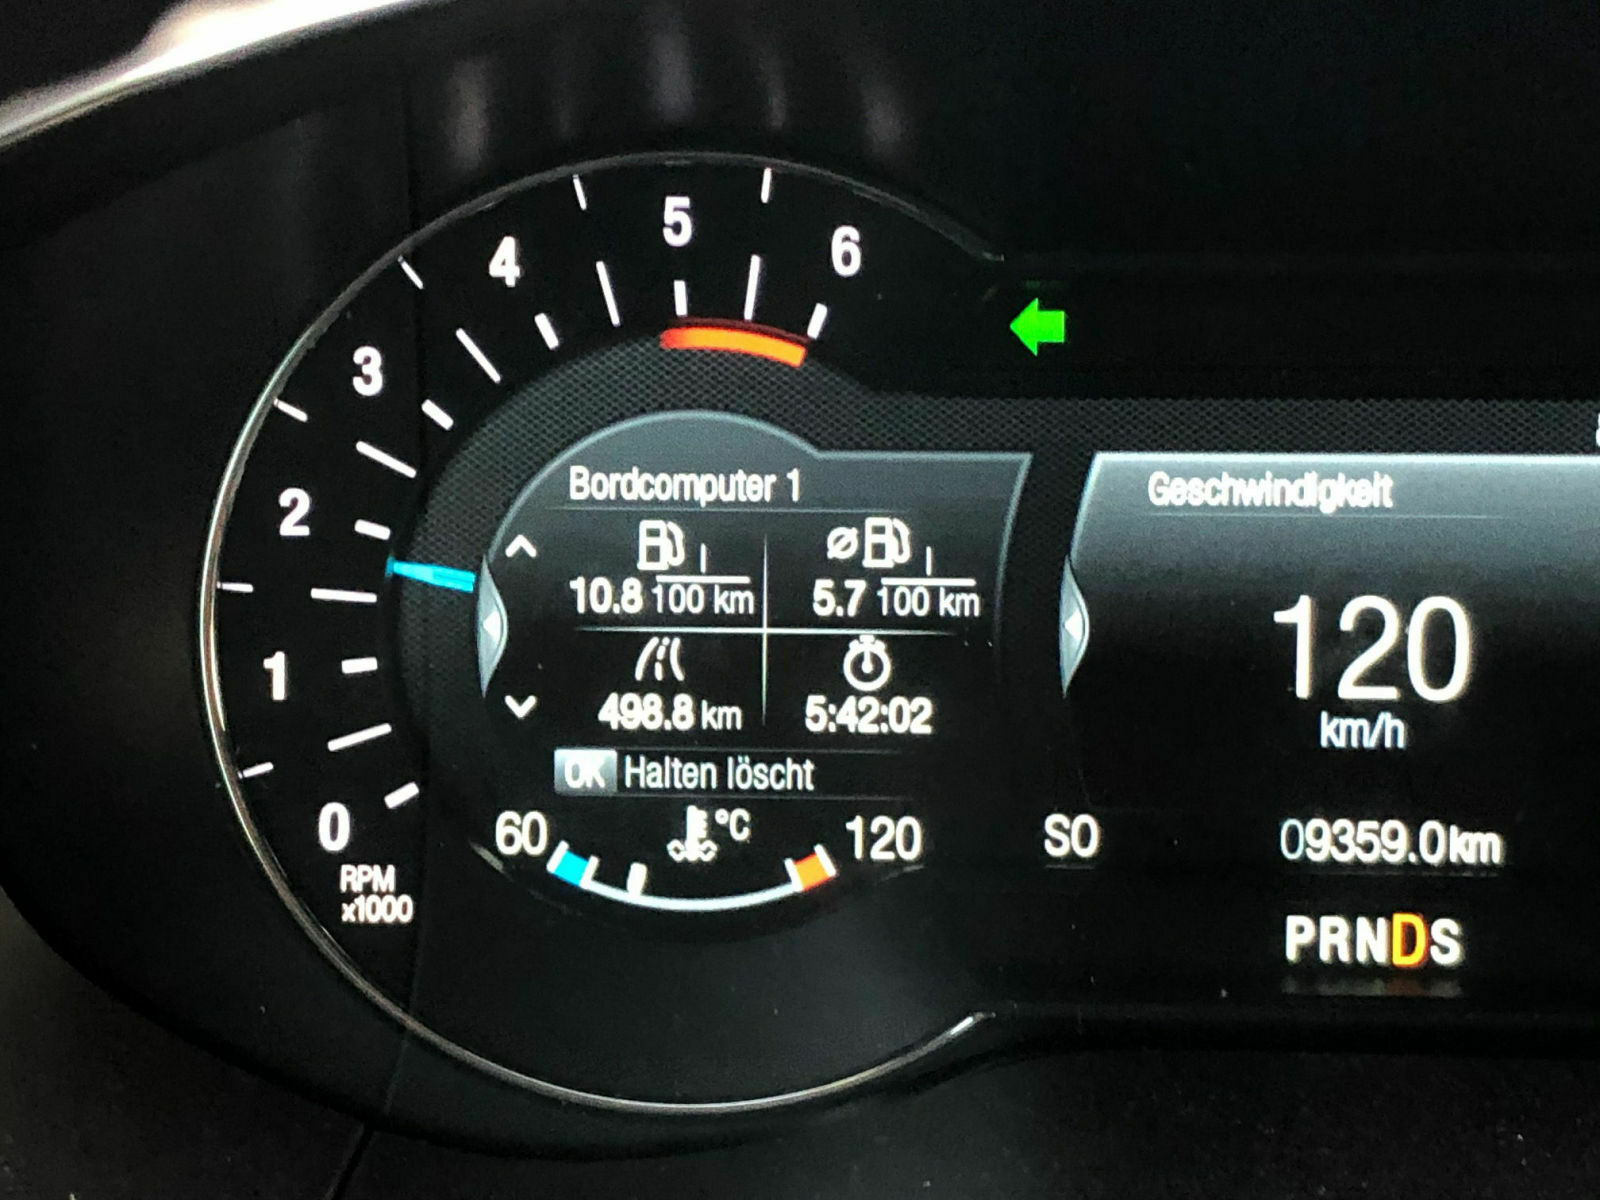 5
4
6
3
2
1
0
RPM
x1000
Bordcomputer 1
l
10.8 100 km
ø l
5.7 100 km
498.8 km
5:42:02
OK Halten löscht
60
°C
120
Geschwindigkeit
120
km/h
SO
09359.0km
PRNDS